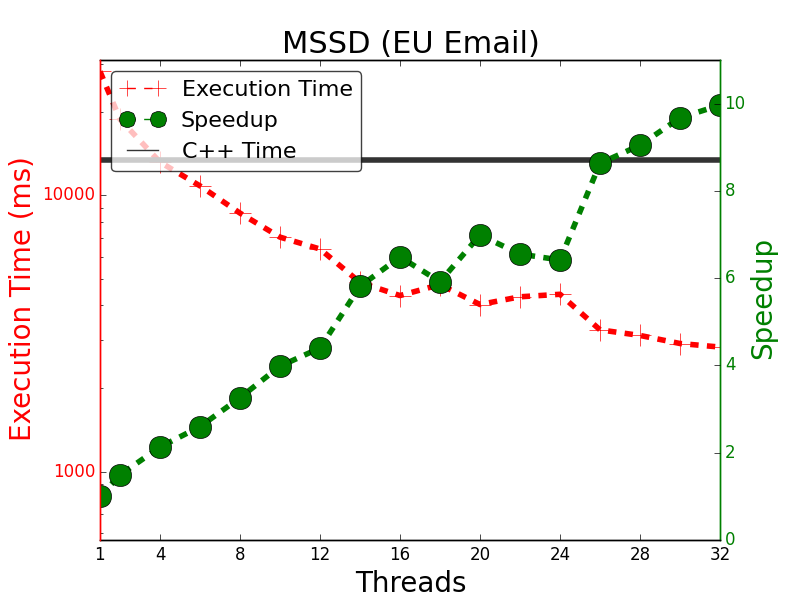 MSSD (EU Email)
Execution Time
Speedup
C++ Time
Execution Time (ms)
10000
1000
Speedup
10
8
6
4
2
0
1 4 8 12 16 20 24 28 32
Threads